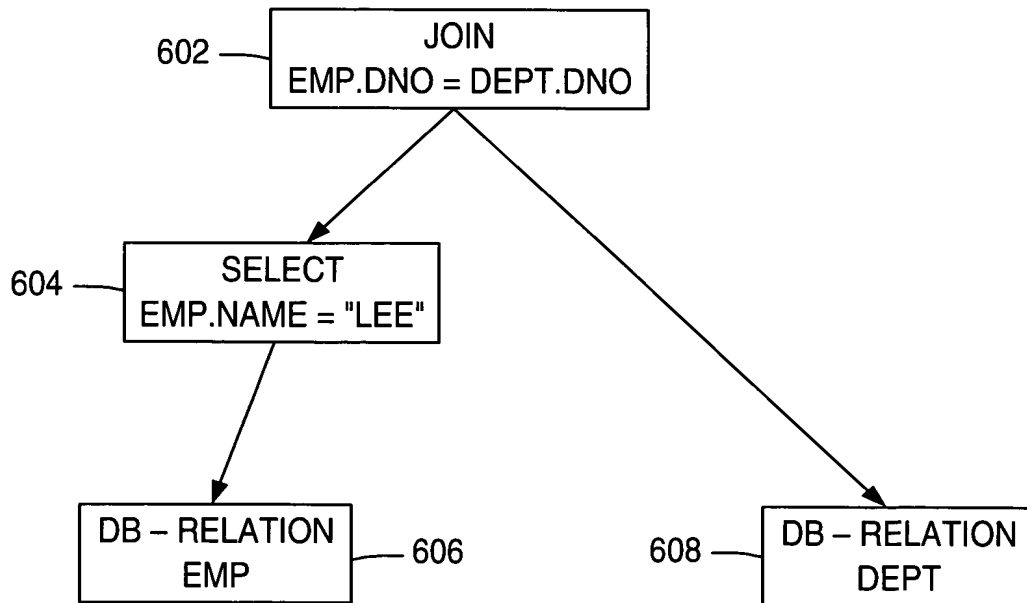 602
JOIN
EMP.DNO = DEPT.DNO
604
SELECT
EMP.NAME = "LEE"
DB – RELATION
EMP
606
608
DB – RELATION
DEPT